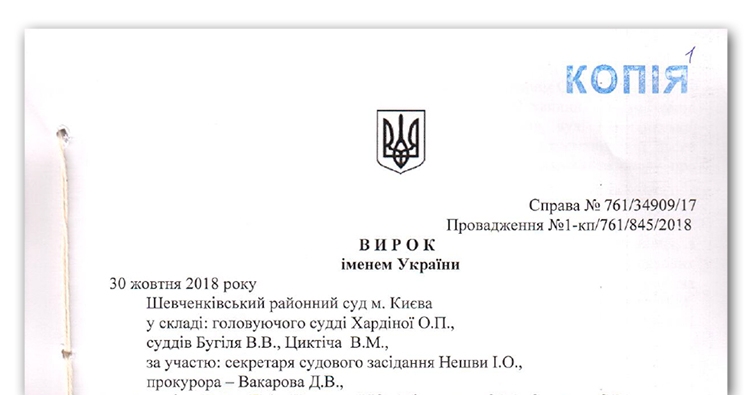 1
КОПІЯ
Справа № 761/34909/17
Провадження №1-кп/761/845/2018
В И Р О К
іменем України
30 жовтня 2018 року
Шевченківський районний суд м. Києва
у складі: головуючого судді Хардіної О.П.,
суддів Бугіля В.В., Циктіча В.М.,
за участю: секретаря судового засідання Нешви І.О.,
прокурора – Вакарова Д.В.,